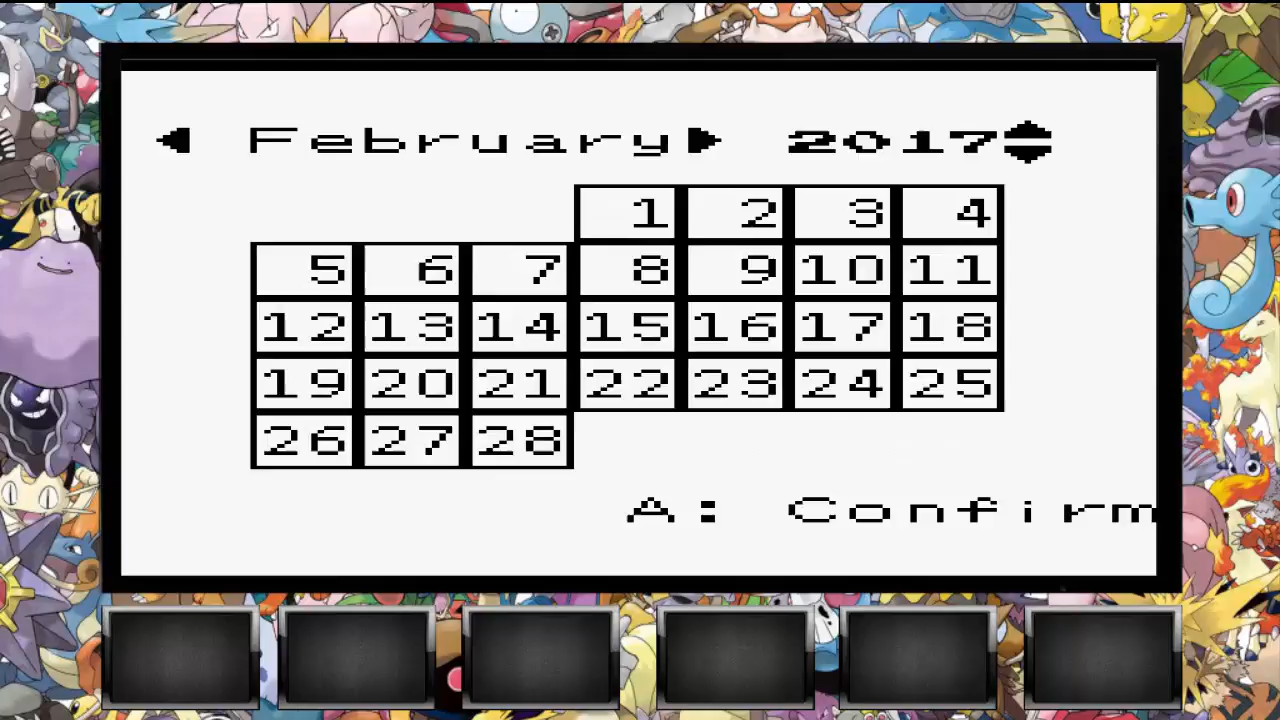 ◀ February▶ 2017
1 2 3 4
5 6 7 8 9 10 11
12 13 14 15 16 17 18
19 20 21 22 23 24 25
26 27 28
A: Confirm